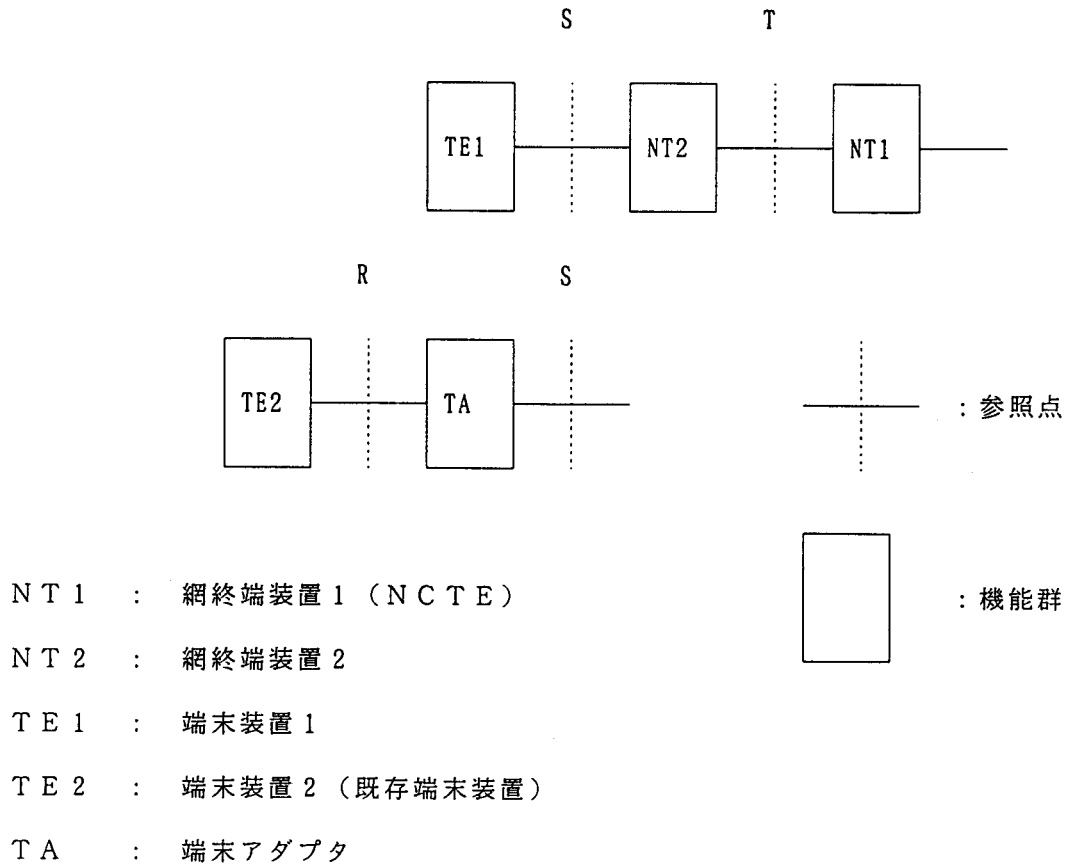 S T
TE1 NT2 NT1
R S
TE2 TA
：参照点
：機能群
ＮＴ１ ： 網終端装置１（ＮＣＴＥ）
ＮＴ２ ： 網終端装置２
ＴＥ１ ： 端末装置１
ＴＥ２ ： 端末装置２（既存端末装置）
ＴＡ ： 端末アダプタ